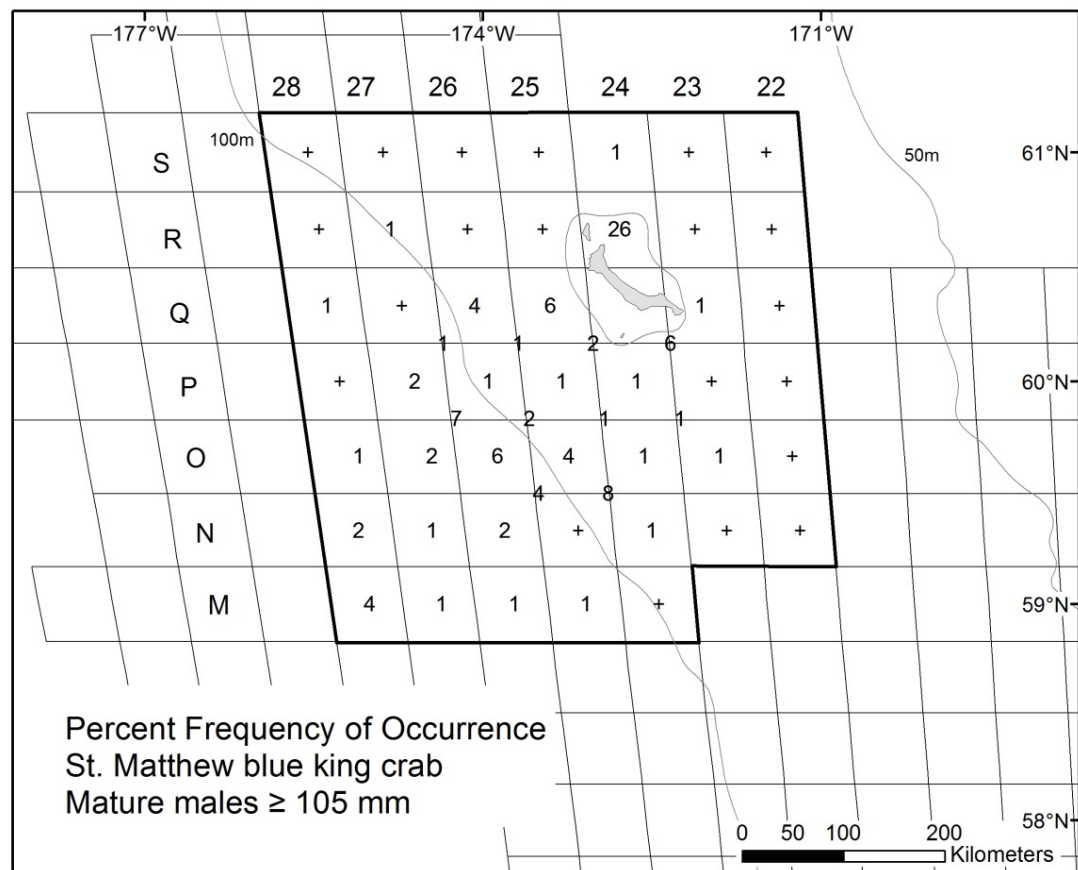 177°W 174°W 171°W
28 27 26 25 24 23 22
100m
50m
61°N
S + + + + 1 + +
R + 1 + + 26 + +
Q 1 + 4 6 1 +
1 1 2 6
P + 2 1 1 1 + + 60°N
7 2 1 1
O 1 2 6 4 1 1 +
4 8
N 2 1 2 + 1 + +
M 4 1 1 1 + 59°N
Percent Frequency of Occurrence
St. Matthew blue king crab
Mature males ≥ 105 mm
58°N
0 50 100 200
Kilometers